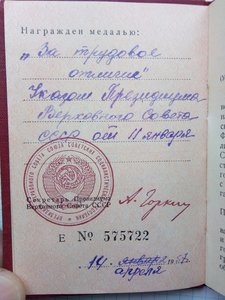 Награжден медалью:
„За трудовое
отличие"
Указом Президиума
Верховного Совета
СССР от 11 января
Секретарь Президиума
Верховного Совета СССР
А. Горкин
Е № 575722
14 января 195
апреля